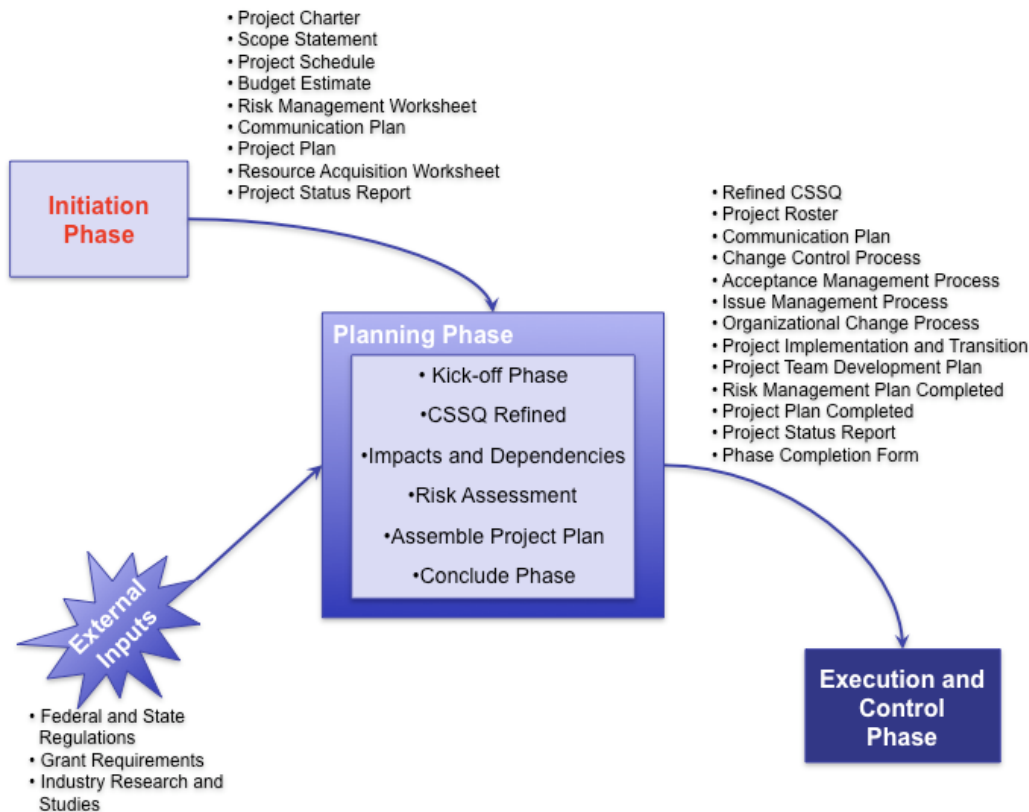 • Project Charter
• Scope Statement
• Project Schedule
• Budget Estimate
• Risk Management Worksheet
• Communication Plan
• Project Plan
• Resource Acquisition Worksheet
• Project Status Report
Initiation
Phase
• Refined CSSQ
• Project Roster
• Communication Plan
• Change Control Process
• Acceptance Management Process
• Issue Management Process
• Organizational Change Process
• Project Implementation and Transition
• Project Team Development Plan
• Risk Management Plan Completed
• Project Plan Completed
• Project Status Report
• Phase Completion Form
Planning Phase
• Kick-off Phase
•CSSQ Refined
•Impacts and Dependencies
•Risk Assessment
•Assemble Project Plan
•Conclude Phase
External
Inputs
• Federal and State
Regulations
• Grant Requirements
• Industry Research and
Studies
Execution and
Control
Phase